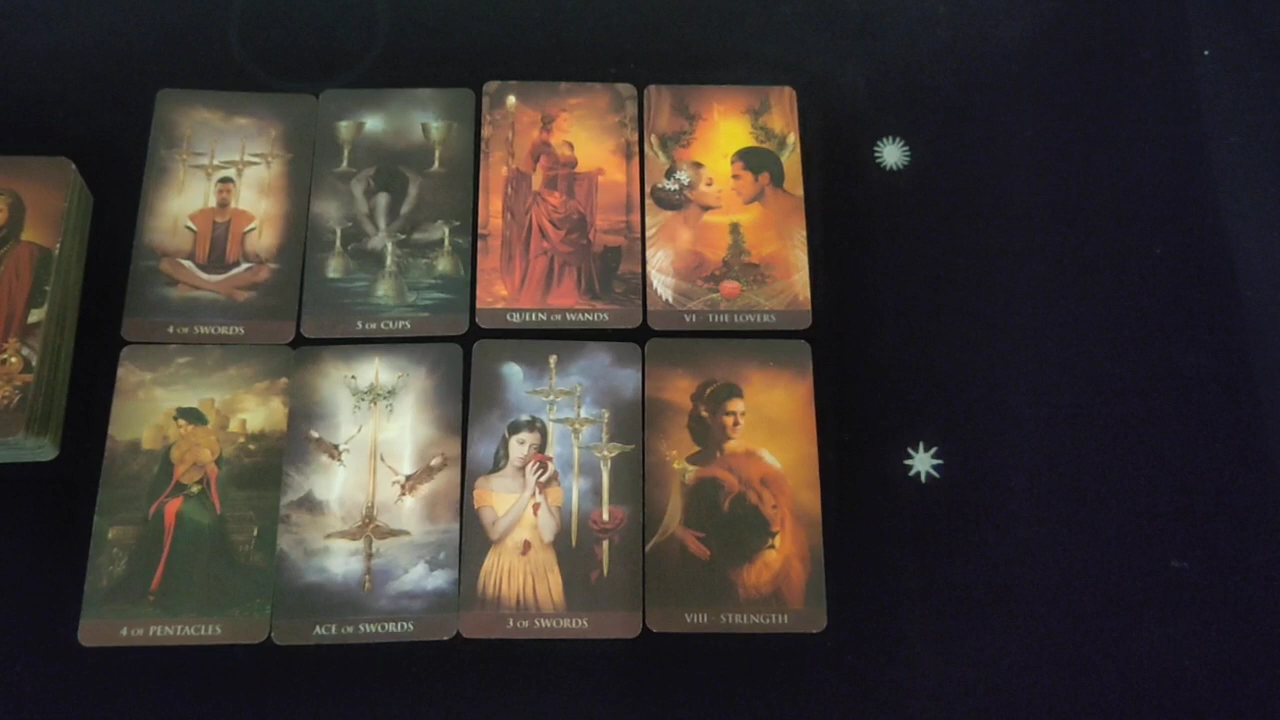 4 OF SWORDS
5 OF CUPS
QUEEN OF WANDS
VI · THE LOVERS
4 OF PENTACLES
ACE OF SWORDS
3 OF SWORDS
VIII · STRENGTH